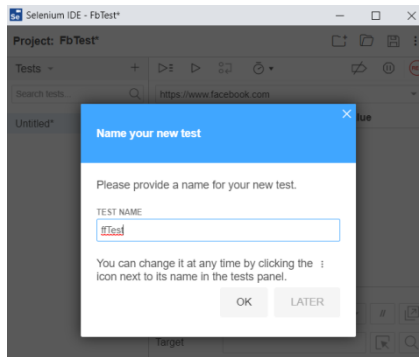 Se Selenium IDE - FbTest*
Project: FbTest*
Tests
Search tests...
https://www.facebook.com
Untitled*
lue
Name your new test
Please provide a name for your new test.
TEST NAME
ffTest
You can change it at any time by clicking the
icon next to its name in the tests panel.
OK LATER
//
Target